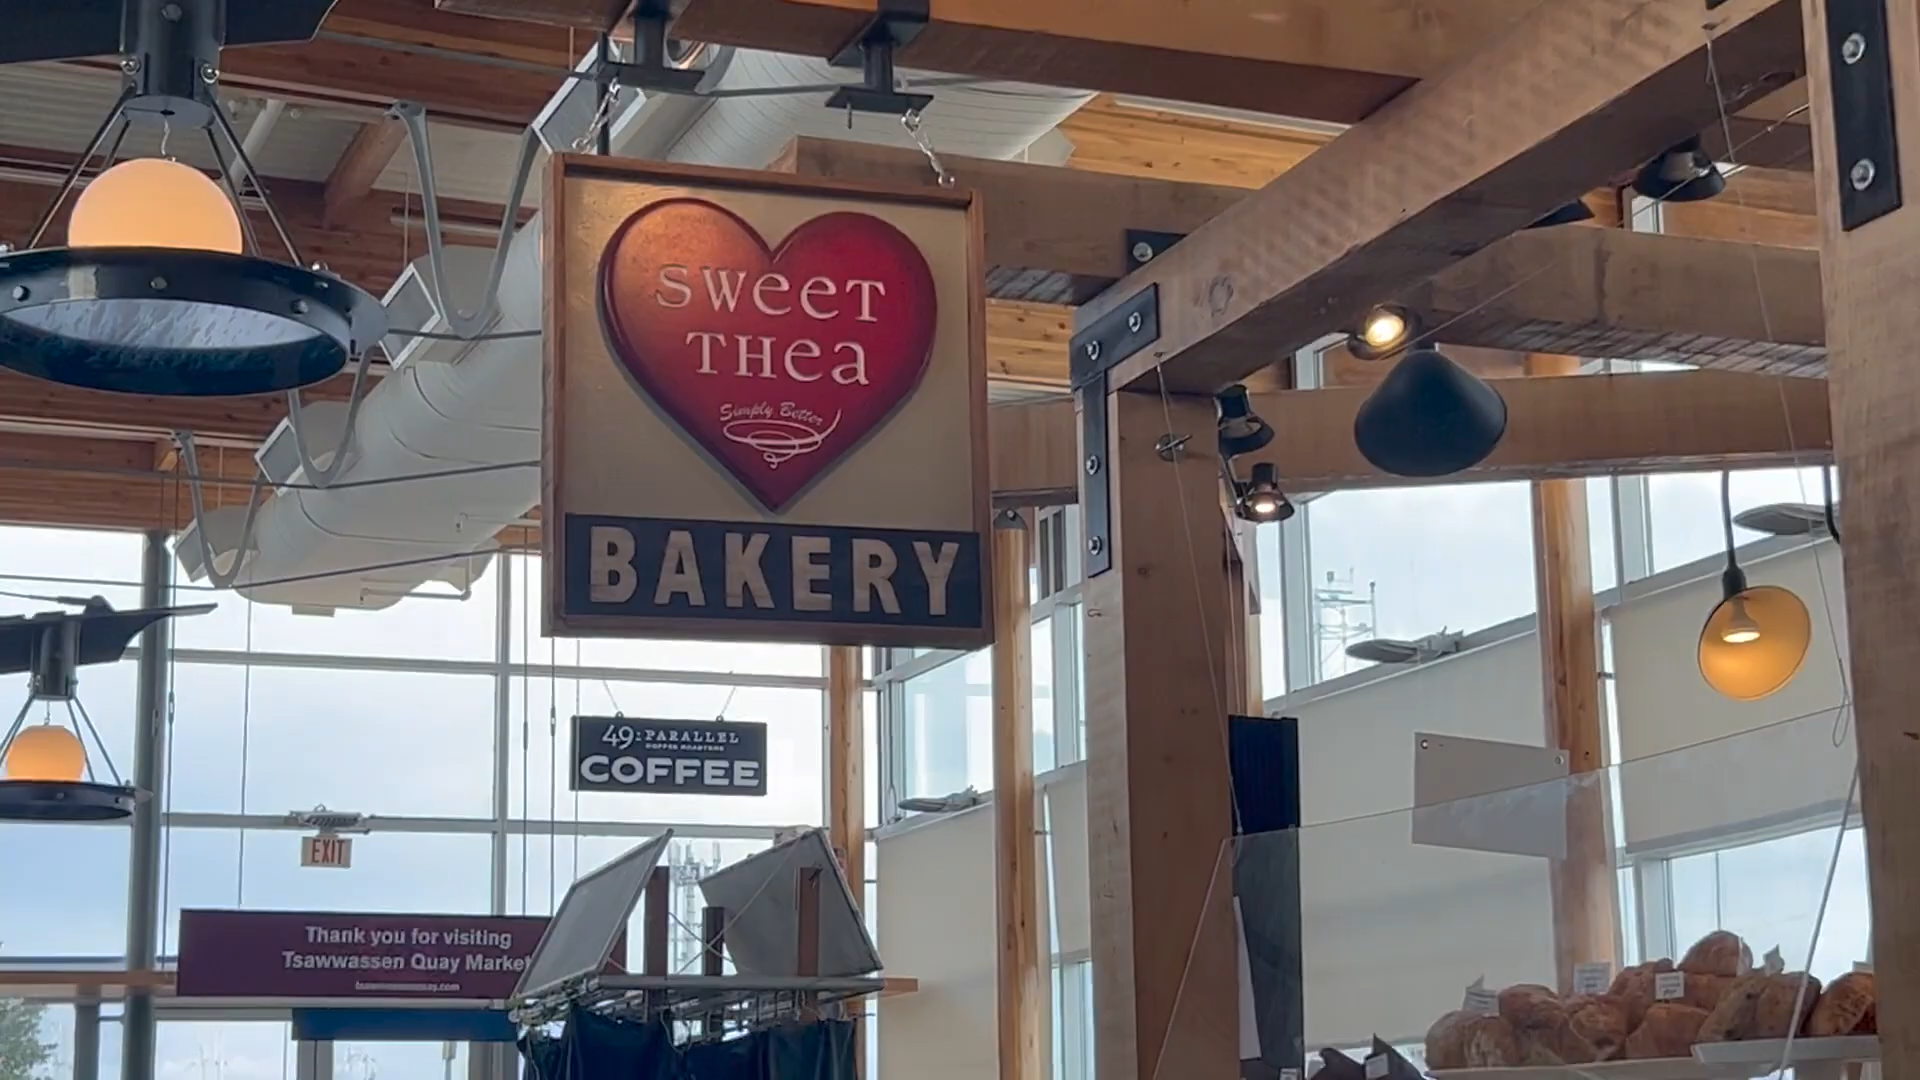 SWEET
THEA
Simply Better
BAKERY
49: PARALLEL
COFFEE ROASTERS
COFFEE
EXIT
Thank you for visiting
Tsawwassen Quay Market